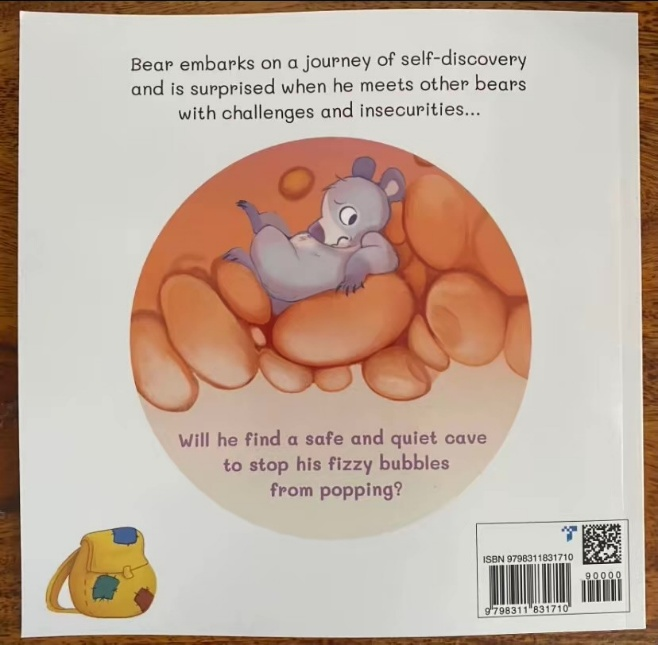 Bear embarks on a journey of self-discovery
and is surprised when he meets other bears
with challenges and insecurities...
Will he find a safe and quiet cave
to stop his fizzy bubbles
from popping?
ISBN 9798311831710
90000
9 798311 831710